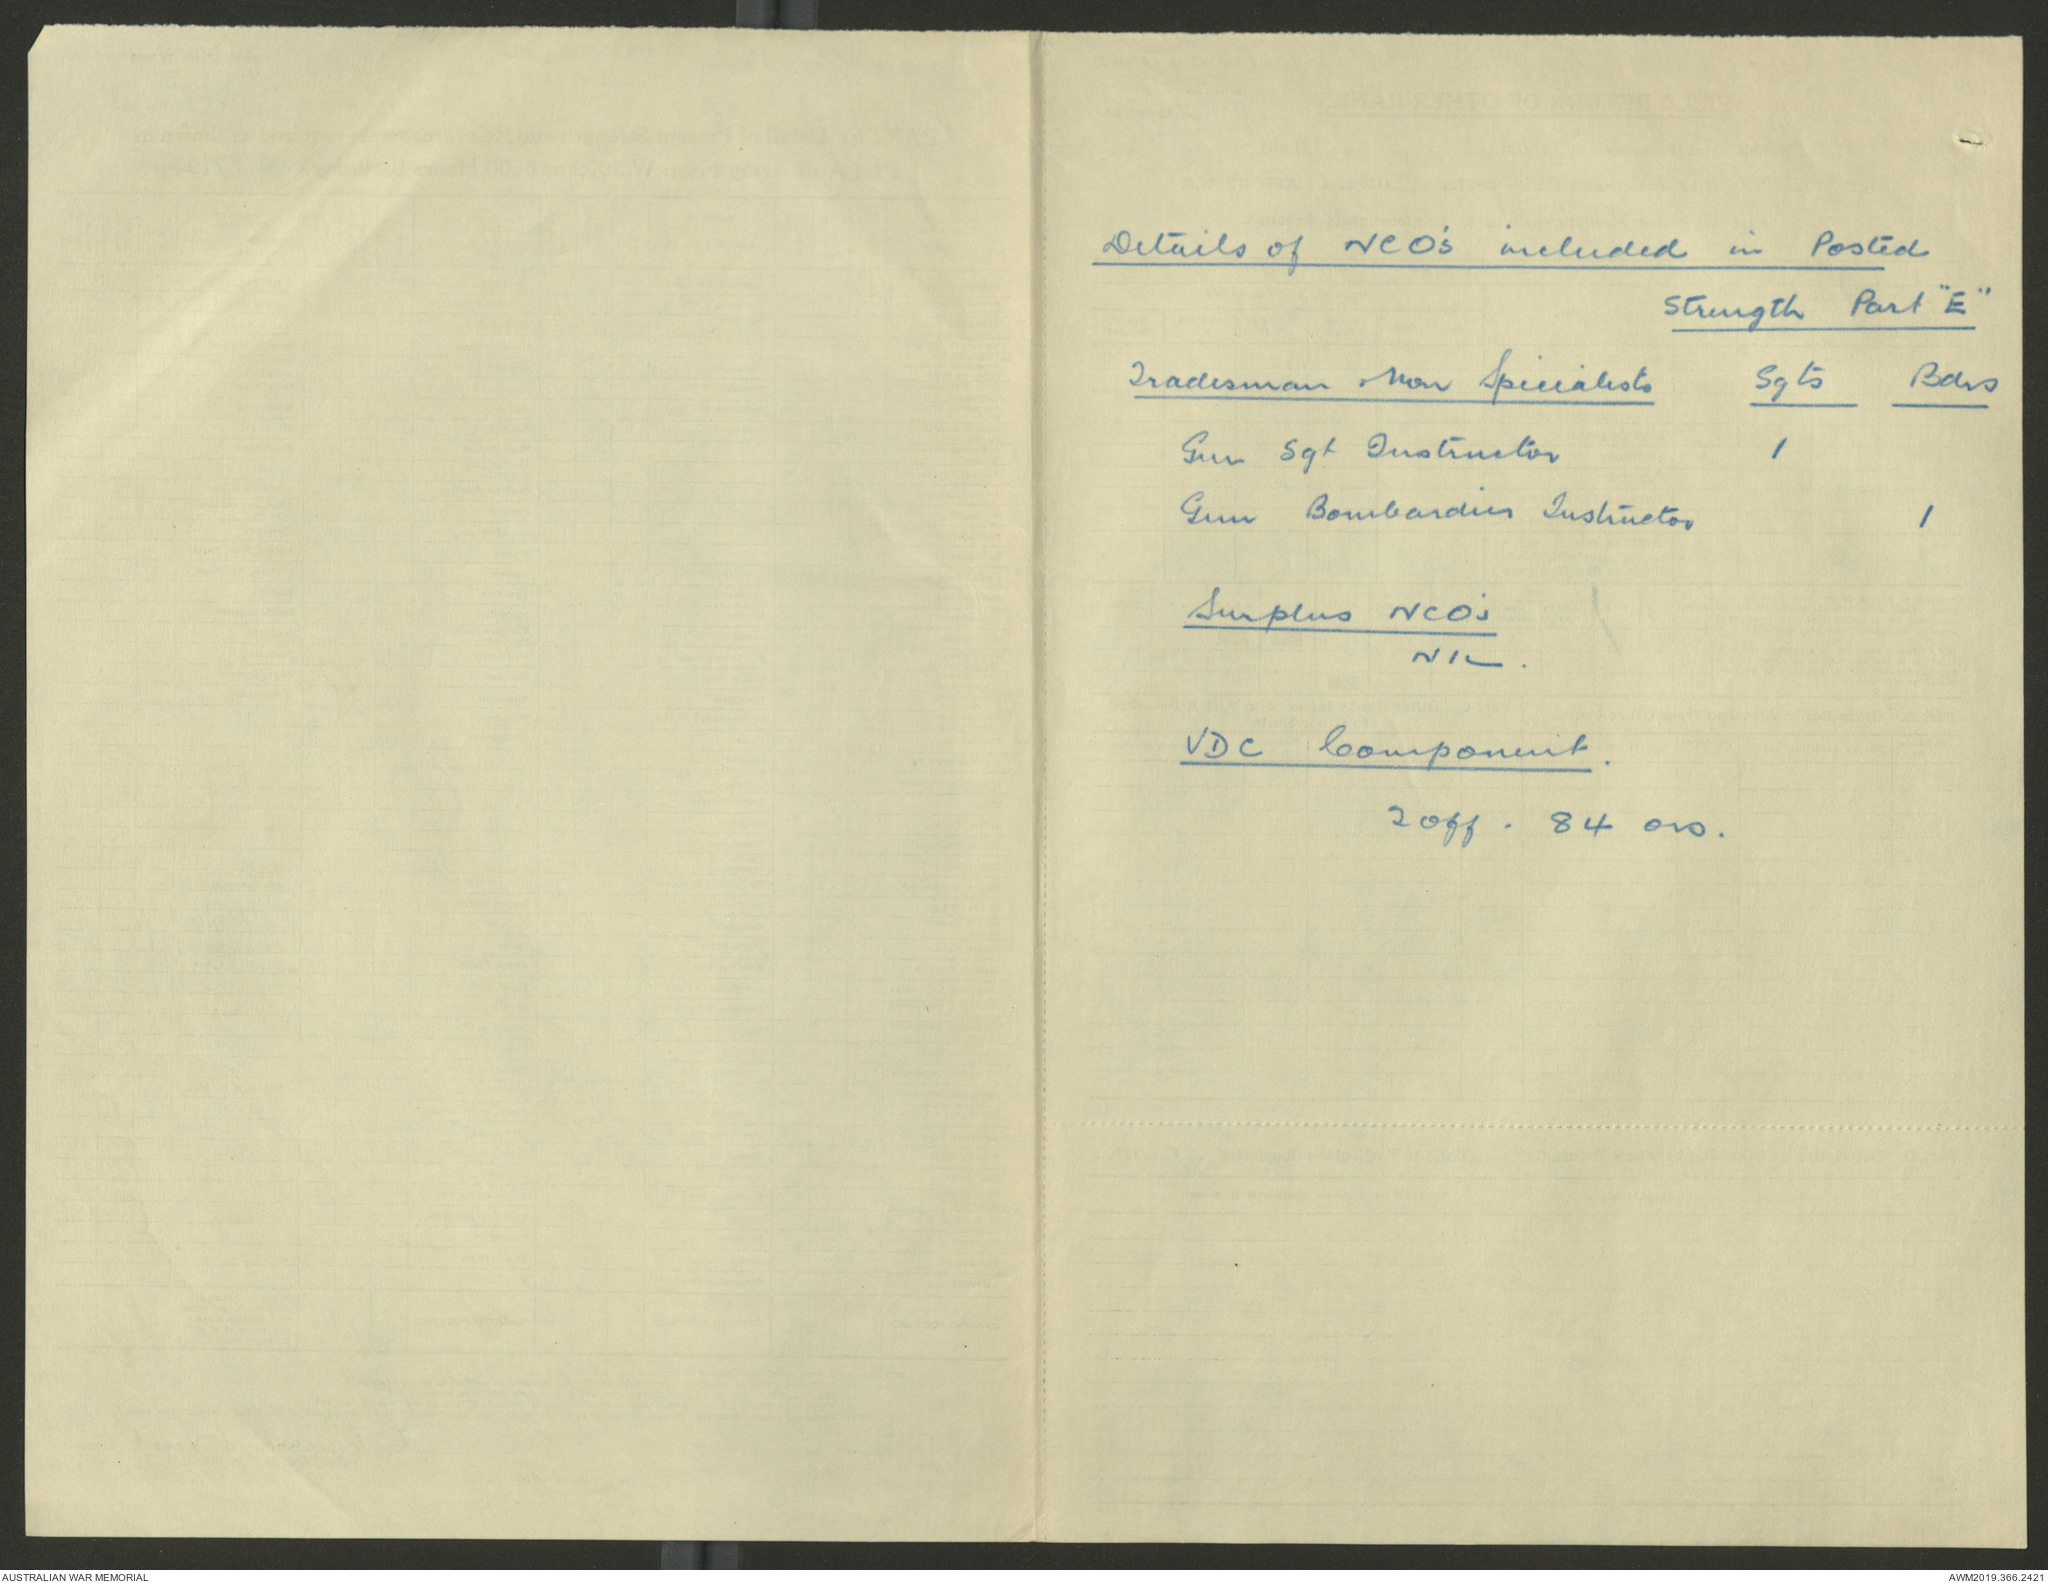 Details of NCO's included in Posted
Strength Part "E"
Tradesman Non Specialists Sgts Bdrs
Gun Sgt Instructor 1
Gun Bombardier Instructor 1
Surplus NCO's
NIL.
VDC Component.
2 off. 84 ors.
AUSTRALIAN WAR MEMORIAL
AWM2019.366.2421